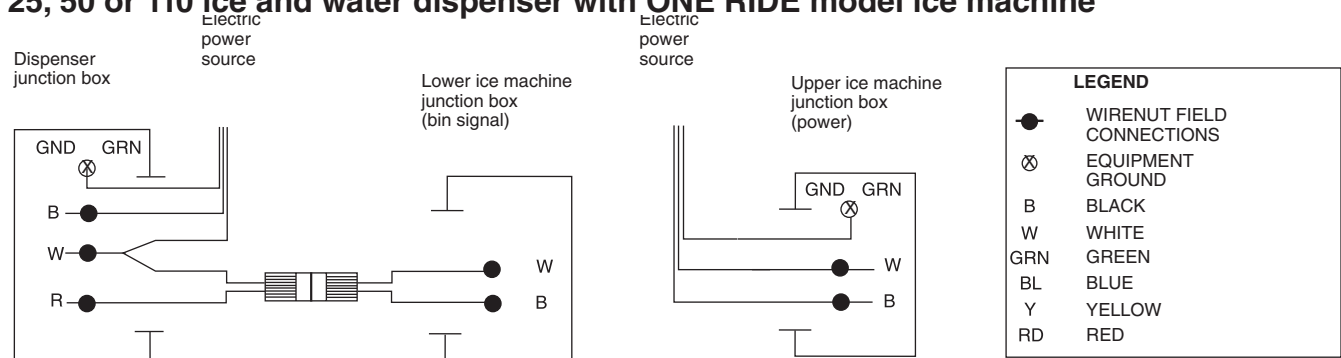 25, 50 or 110 ice and water dispenser with ONE RIDE model ice machine
Electric
power
source
Dispenser
junction box
GND GRN
B
W
R
Lower ice machine
junction box
(bin signal)
W
B
Electric
power
source
Upper ice machine
junction box
(power)
GND GRN
W
B
LEGEND
WIRENUT FIELD
CONNECTIONS
EQUIPMENT
GROUND
B BLACK
W WHITE
GRN GREEN
BL BLUE
Y YELLOW
RD RED